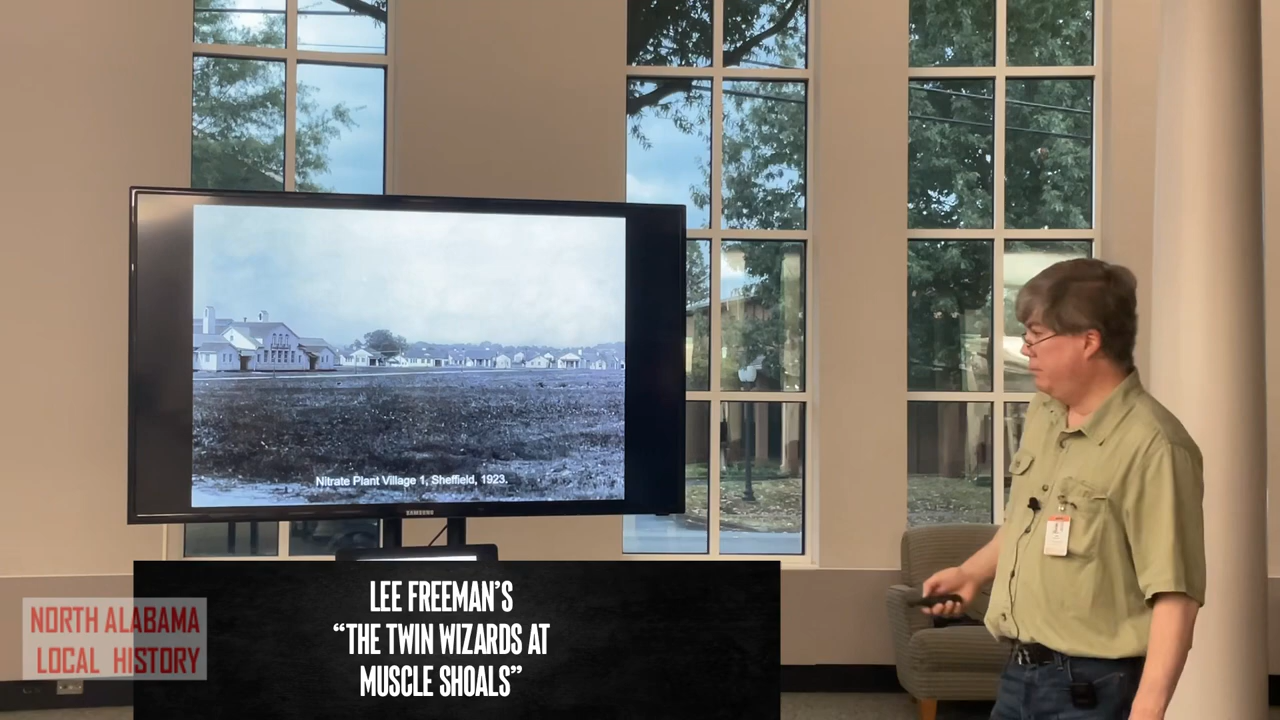 Nitrate Plant Village 1, Sheffield, 1923.
SAMSUNG
LEE FREEMAN’S
“THE TWIN WIZARDS AT
MUSCLE SHOALS”
NORTH ALABAMA
LOCAL HISTORY